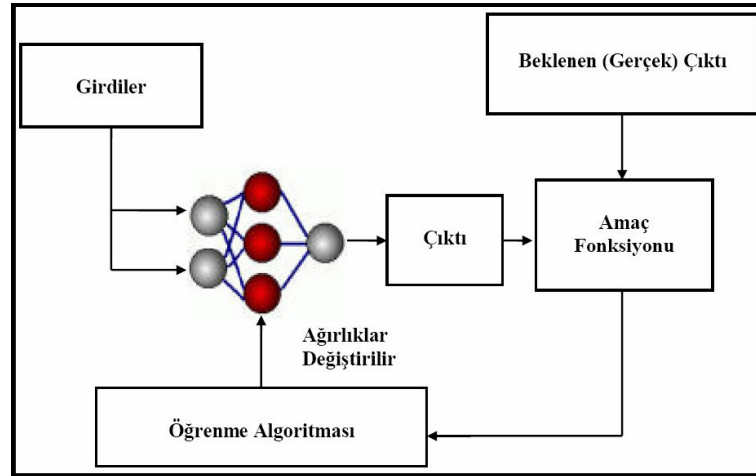 Girdiler
Beklenen (Gerçek) Çıktı
Çıktı
Amaç
Fonksiyonu
Ağırlıklar
Değiştirilir
Öğrenme Algoritması